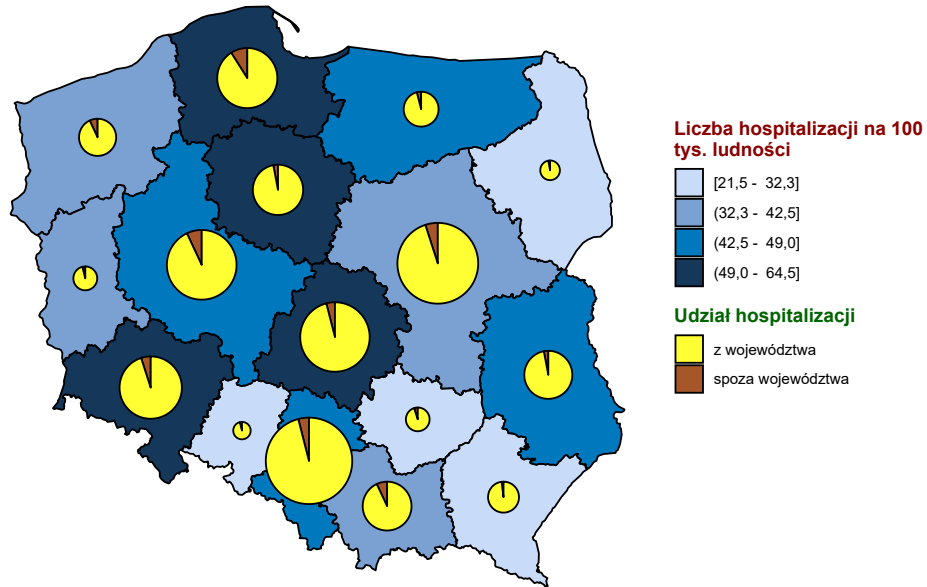 Liczba hospitalizacji na 100
tys. ludności
[21,5 - 32,3]
(32,3 - 42,5]
(42,5 - 49,0]
(49,0 - 64,5]
Udział hospitalizacji
z województwa
spoza województwa